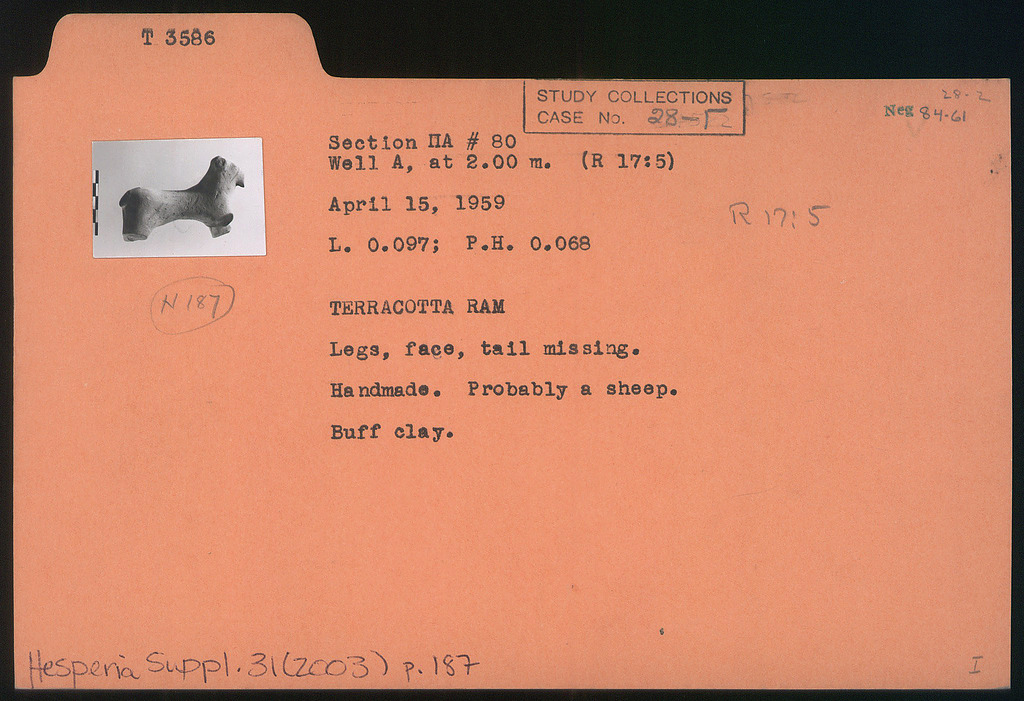 T 3586
STUDY COLLECTIONS
CASE No. 28-Γ
28-2
Neg 84-61
Section ΠA # 80
Well A, at 2.00 m. (R 17:5)
April 15, 1959
R 17:5
L. 0.097; P.H. 0.068
N 187
TERRACOTTA RAM
Legs, face, tail missing.
Handmade. Probably a sheep.
Buff clay.
Hesperia Suppl. 31 (2003) p. 187
I